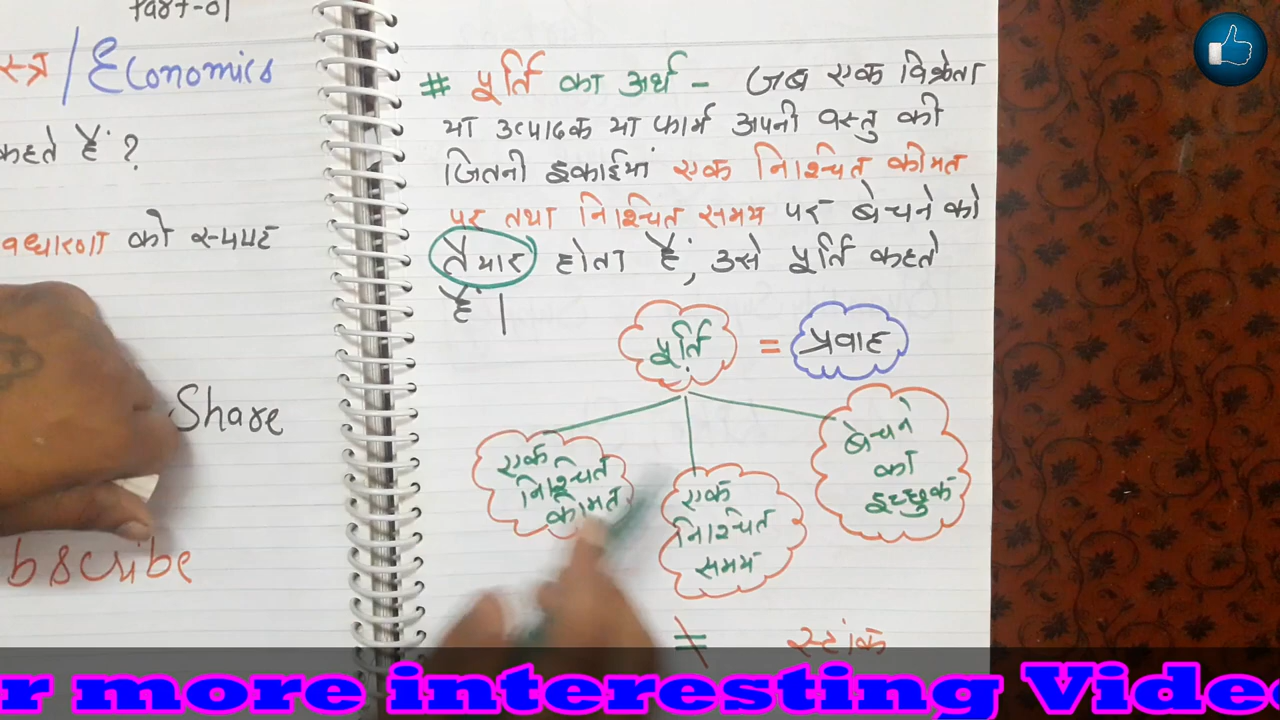 Part-01
स्त्र / Economics
कहते हैं ?
वधारणा को स्पष्ट
Share
bscribe
# पूर्ति का अर्थ - जब एक विक्रेता
या उत्पादक या फार्म अपनी वस्तु की
जितनी इकाईयां एक निश्चित कीमत
पर तथा निश्चित समय पर बेचने को
तैयार होता हैं, उसे पूर्ति कहते
हैं |
पूर्ति = प्रवाह
एक निश्चित कीमत
एक निश्चित समय
बेचने का इच्छुक
≠ स्टॉक
r more interesting Vide